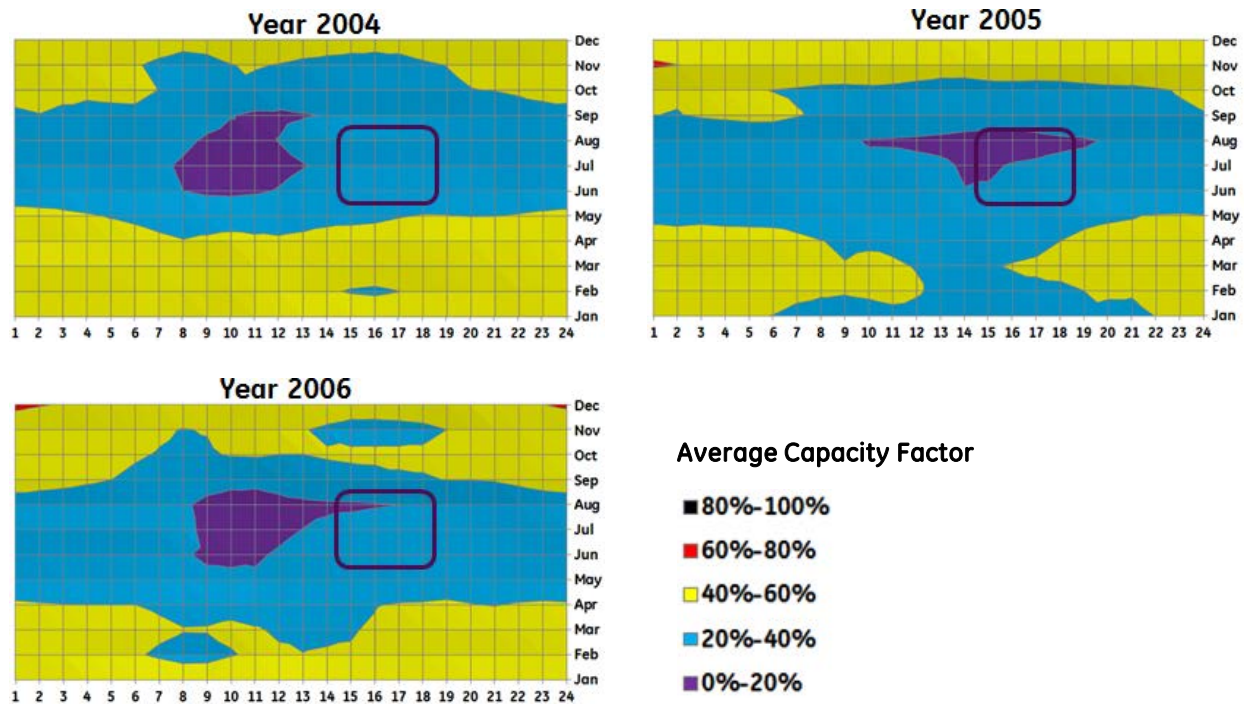 Year 2004
Dec
Nov
Oct
Sep
Aug
Jul
Jun
May
Apr
Mar
Feb
Jan
1 2 3 4 5 6 7 8 9 10 11 12 13 14 15 16 17 18 19 20 21 22 23 24
Year 2005
Dec
Nov
Oct
Sep
Aug
Jul
Jun
May
Apr
Mar
Feb
Jan
1 2 3 4 5 6 7 8 9 10 11 12 13 14 15 16 17 18 19 20 21 22 23 24
Year 2006
Dec
Nov
Oct
Sep
Aug
Jul
Jun
May
Apr
Mar
Feb
Jan
1 2 3 4 5 6 7 8 9 10 11 12 13 14 15 16 17 18 19 20 21 22 23 24
Average Capacity Factor
80%-100%
60%-80%
40%-60%
20%-40%
0%-20%